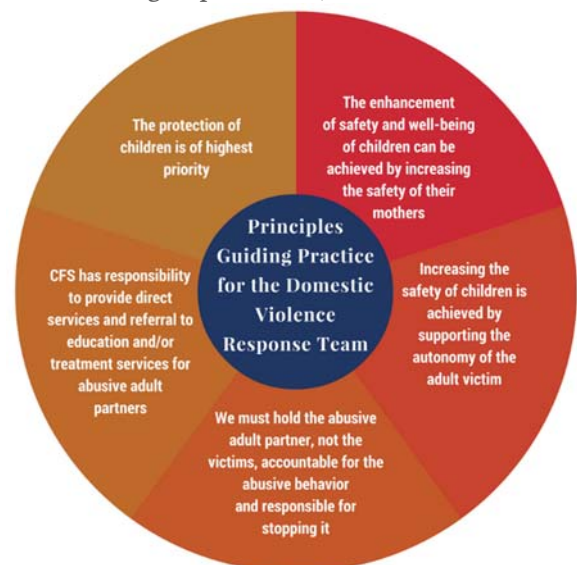 The protection of
children is of highest
priority
The enhancement
of safety and well-being
of children can be
achieved by increasing
the safety of their
mothers
Principles
Guiding Practice
for the Domestic
Violence
Response Team
CFS has responsibility
to provide direct
services and referral to
education and/or
treatment services for
abusive adult
partners
Increasing the
safety of children is
achieved by
supporting the
autonomy of the
adult victim
We must hold the abusive
adult partner, not the
victims, accountable for the
abusive behavior
and responsible for
stopping it